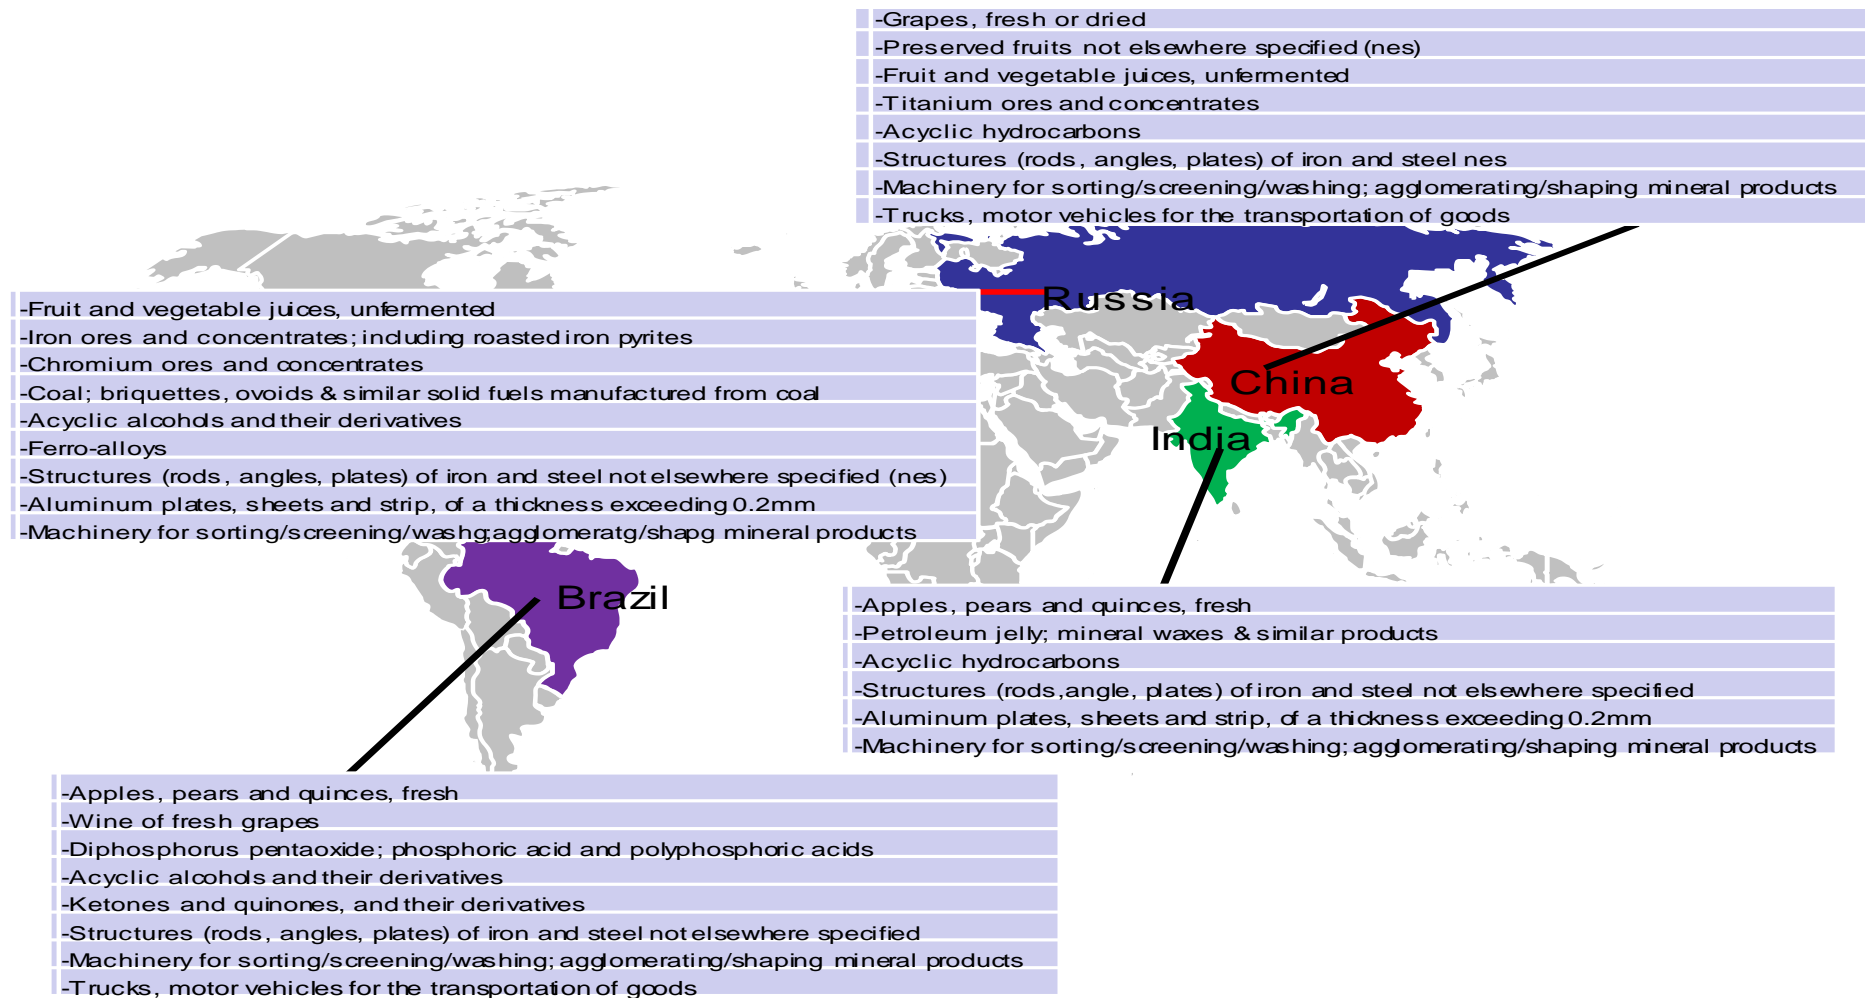 -Grapes, fresh or dried
-Preserved fruits not elsewhere specified (nes)
-Fruit and vegetable juices, unfermented
-Titanium ores and concentrates
-Acyclic hydrocarbons
-Structures (rods, angles, plates) of iron and steel nes
-Machinery for sorting/screening/washing; agglomerating/shaping mineral products
-Trucks, motor vehicles for the transportation of goods
Russia
China
India
Brazil
-Fruit and vegetable juices, unfermented
-Iron ores and concentrates; including roasted iron pyrites
-Chromium ores and concentrates
-Coal; briquettes, ovoids & similar solid fuels manufactured from coal
-Acyclic alcohols and their derivatives
-Ferro-alloys
-Structures (rods, angles, plates) of iron and steel not elsewhere specified (nes)
-Aluminum plates, sheets and strip, of a thickness exceeding 0.2mm
-Machinery for sorting/screening/washg;agglomeratg/shapg mineral products
-Apples, pears and quinces, fresh
-Petroleum jelly; mineral waxes & similar products
-Acyclic hydrocarbons
-Structures (rods,angle, plates) of iron and steel not elsewhere specified
-Aluminum plates, sheets and strip, of a thickness exceeding 0.2mm
-Machinery for sorting/screening/washing; agglomerating/shaping mineral products
-Apples, pears and quinces, fresh
-Wine of fresh grapes
-Diphosphorus pentaoxide; phosphoric acid and polyphosphoric acids
-Acyclic alcohols and their derivatives
-Ketones and quinones, and their derivatives
-Structures (rods, angles, plates) of iron and steel not elsewhere specified
-Machinery for sorting/screening/washing; agglomerating/shaping mineral products
-Trucks, motor vehicles for the transportation of goods